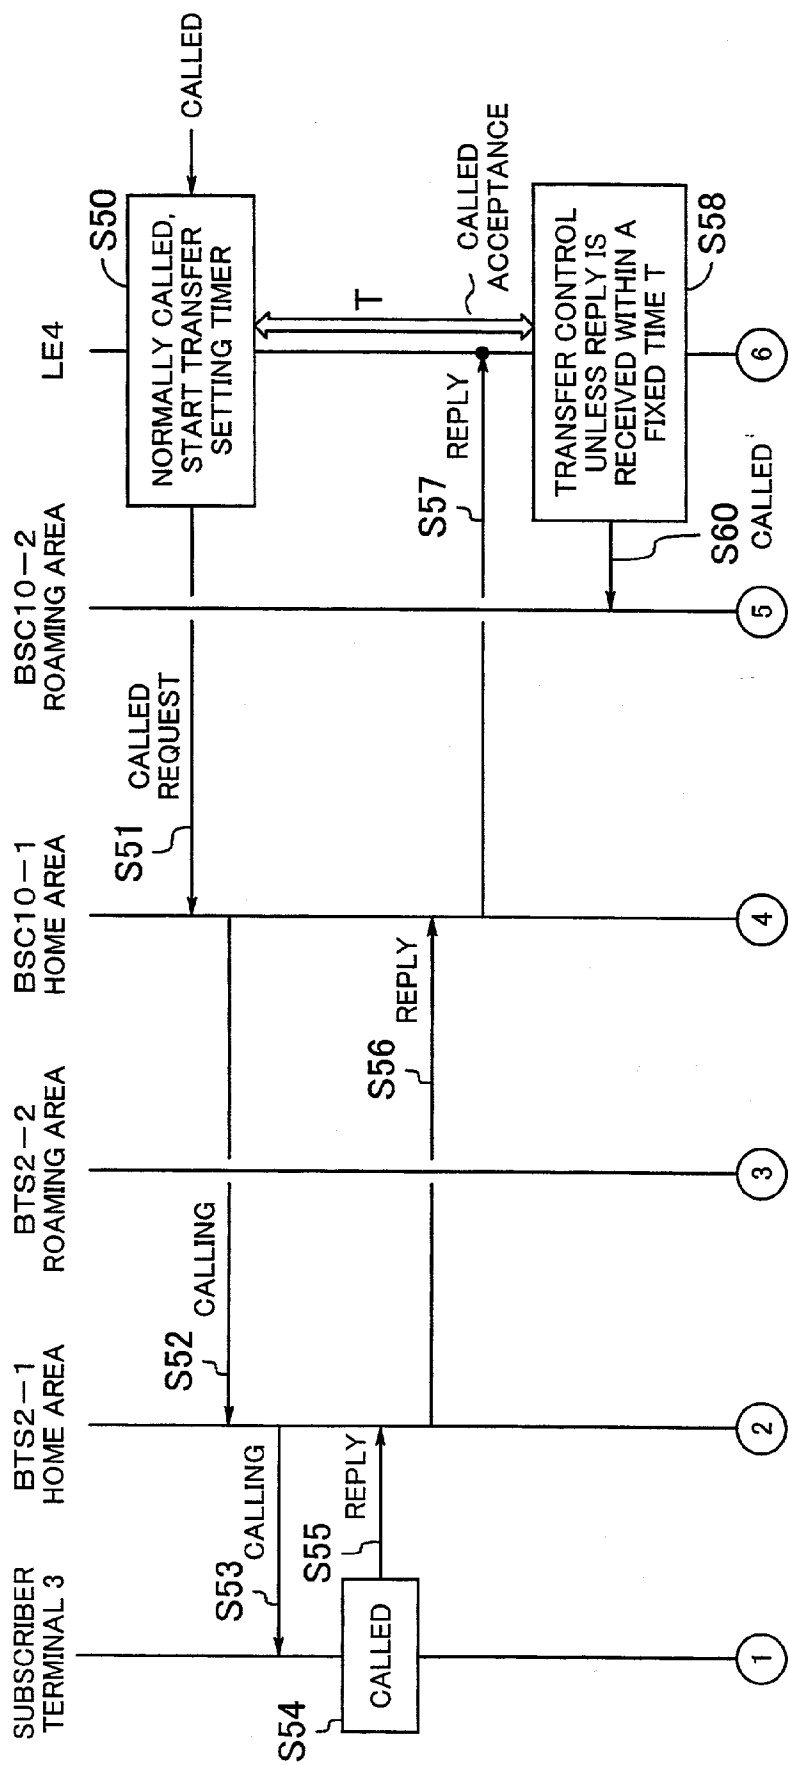 SUBSCRIBER
TERMINAL 3
BTS2-1
HOME AREA
BTS2-2
ROAMING AREA
BSC10-1
HOME AREA
BSC10-2
ROAMING AREA
LE4
CALLED
S50
NORMALLY CALLED,
START TRANSFER
SETTING TIMER
S51
CALLED
REQUEST
S52
CALLING
S53
CALLING
S54
CALLED
S55
REPLY
S56
REPLY
S57
REPLY
T
CALLED
ACCEPTANCE
TRANSFER CONTROL
UNLESS REPLY IS
RECEIVED WITHIN A
FIXED TIME T
S58
S60
CALLED
1
2
3
4
5
6